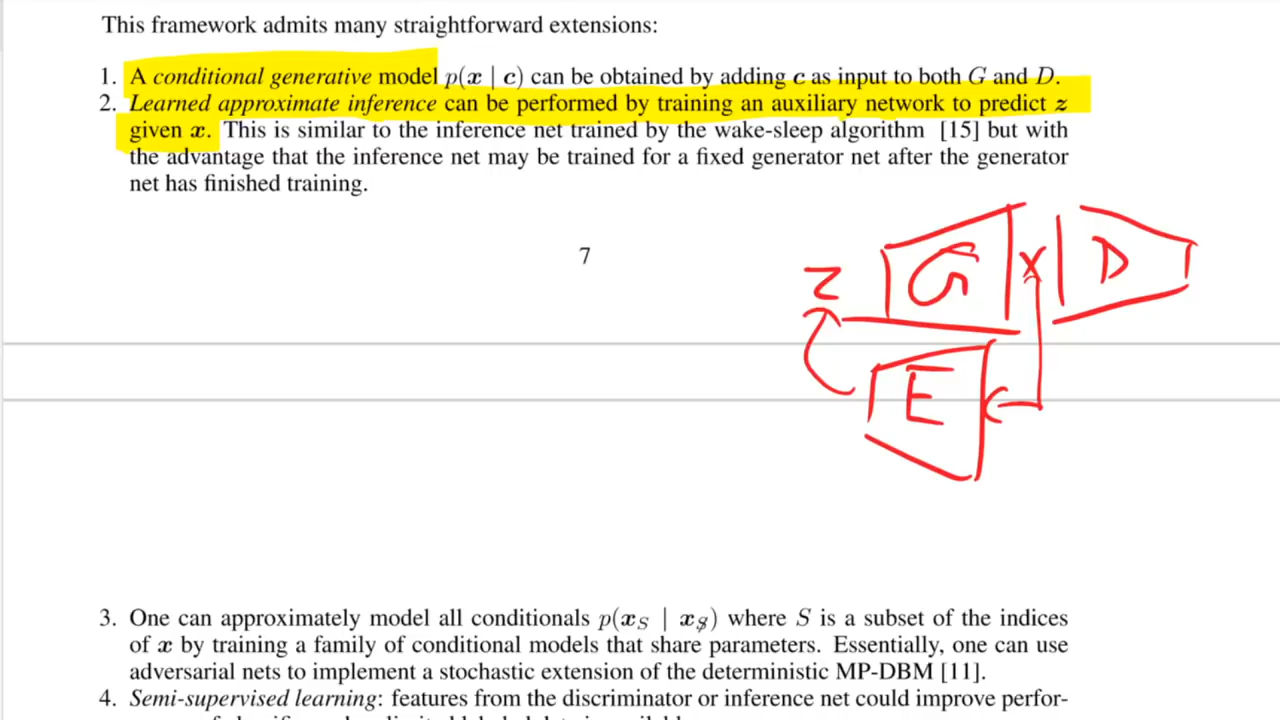 This framework admits many straightforward extensions:
1. A conditional generative model p(x | c) can be obtained by adding c as input to both G and D.
2. Learned approximate inference can be performed by training an auxiliary network to predict z
given x. This is similar to the inference net trained by the wake-sleep algorithm [15] but with
the advantage that the inference net may be trained for a fixed generator net after the generator
net has finished training.
7
z G x D
E
3. One can approximately model all conditionals p(x_S | x_S̸) where S is a subset of the indices
of x by training a family of conditional models that share parameters. Essentially, one can use
adversarial nets to implement a stochastic extension of the deterministic MP-DBM [11].
4. Semi-supervised learning: features from the discriminator or inference net could improve perfor-